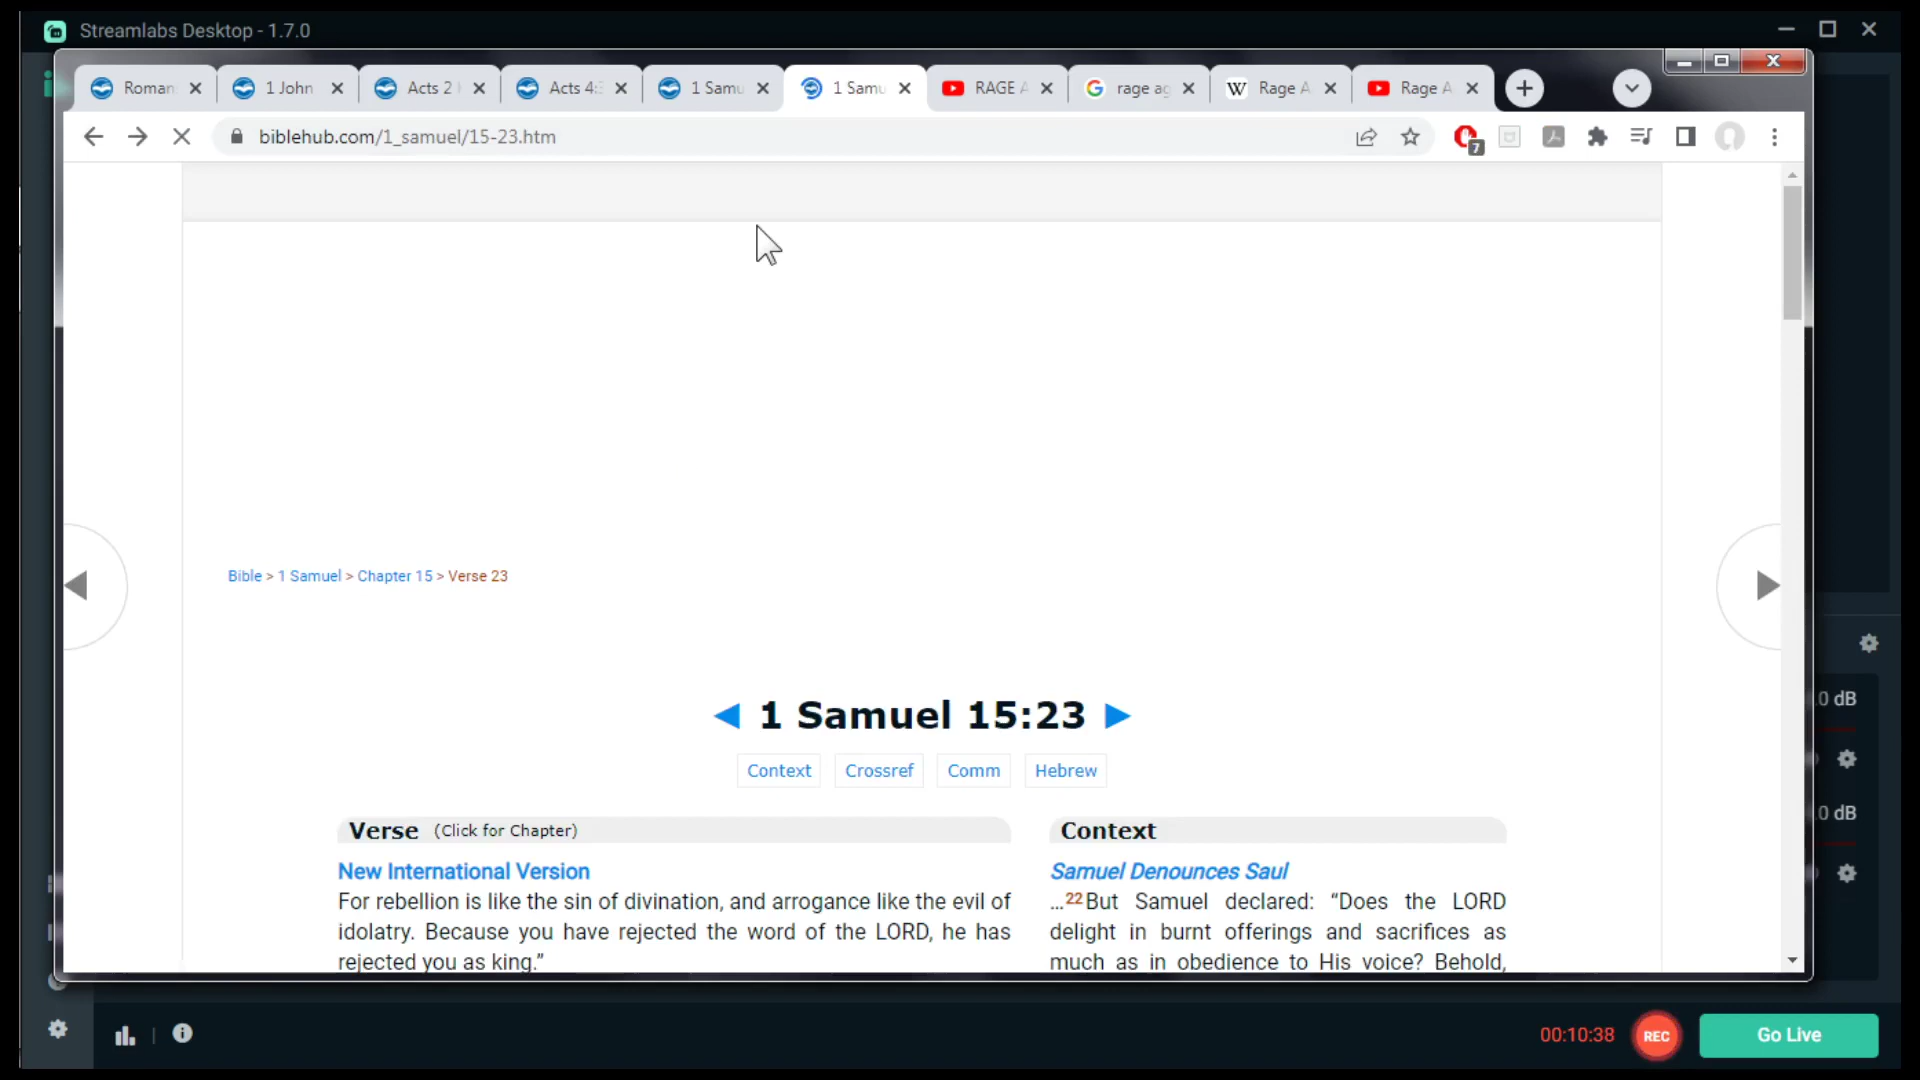 Streamlabs Desktop - 1.7.0
Roman
1 John
Acts 2
Acts 4:
1 Samu
1 Samu
RAGE A
rage ag
W Rage A
Rage A
biblehub.com/1_samuel/15-23.htm
7
Bible > 1 Samuel > Chapter 15 > Verse 23
1 Samuel 15:23
Context Crossref Comm Hebrew
Verse (Click for Chapter)
New International Version
For rebellion is like the sin of divination, and arrogance like the evil of
idolatry. Because you have rejected the word of the LORD, he has
rejected you as king.”
Context
Samuel Denounces Saul
...22But Samuel declared: “Does the LORD
delight in burnt offerings and sacrifices as
much as in obedience to His voice? Behold,
.0 dB
.0 dB
00:10:38
REC
Go Live